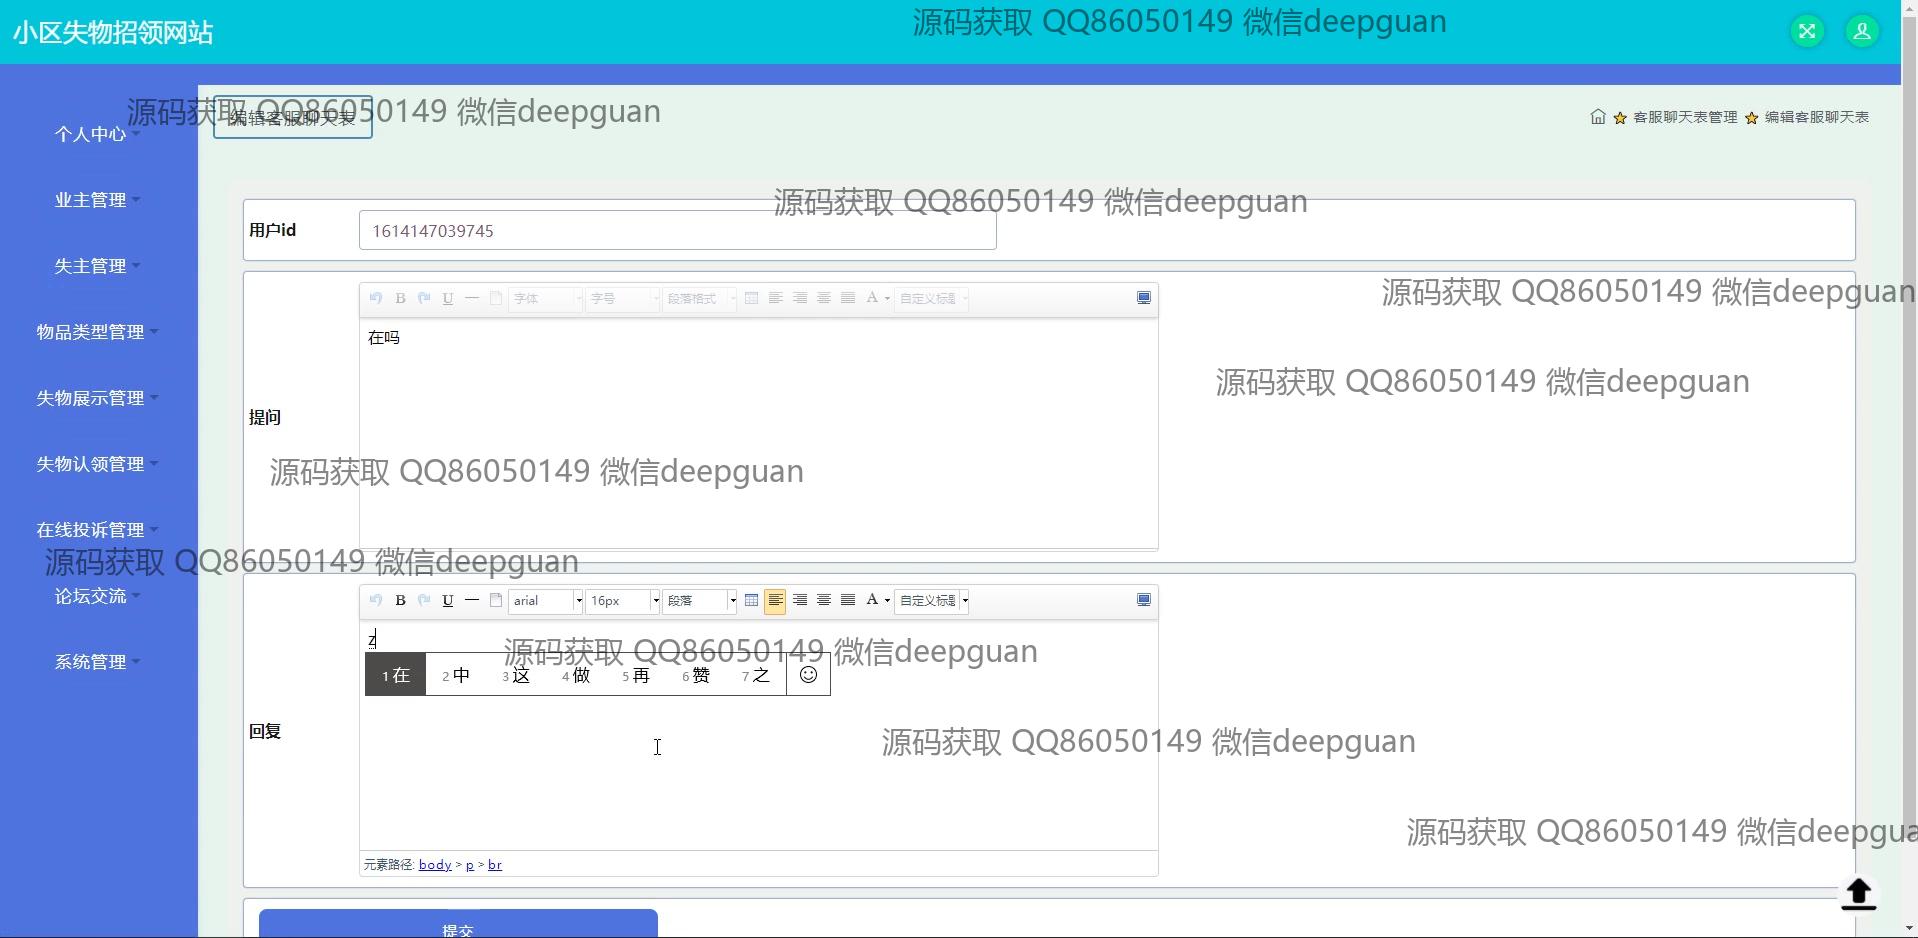 小区失物招领网站
源码获取 QQ86050149 微信deepguan
源码获取 QQ86050149 微信deepguan
编辑客服聊天表
客服聊天表管理 编辑客服聊天表
个人中心
业主管理
失主管理
物品类型管理
失物展示管理
失物认领管理
在线投诉管理
论坛交流
系统管理
源码获取 QQ86050149 微信deepguan
用户id 1614147039745
源码获取 QQ86050149 微信deepguan
B U 字体 字号 段落格式 A 自定义标题
在吗
源码获取 QQ86050149 微信deepguan
提问
源码获取 QQ86050149 微信deepguan
源码获取 QQ86050149 微信deepguan
B U arial 16px 段落 A 自定义标题
z
源码获取 QQ86050149 微信deepguan
1 在 2 中 3 这 4 做 5 再 6 赞 7 之
回复
源码获取 QQ86050149 微信deepguan
源码获取 QQ86050149 微信deepgua
元素路径: body > p > br
提交